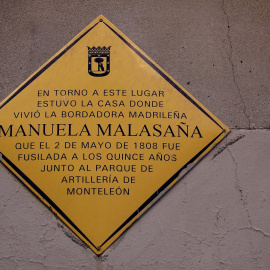 EN TORNO A ESTE LUGAR
ESTUVO LA CASA DONDE
VIVIÓ LA BORDADORA MADRILEÑA
MANUELA MALASAÑA
QUE EL 2 DE MAYO DE 1808 FUE
FUSILADA A LOS QUINCE AÑOS
JUNTO AL PARQUE DE
ARTILLERÍA DE
MONTELEÓN